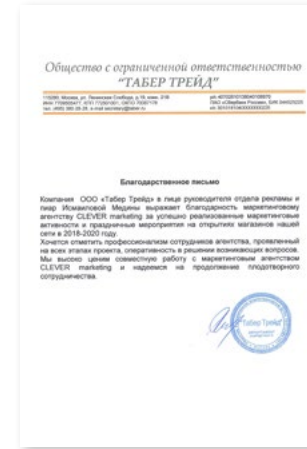 Общество с ограниченной ответственностью
"ТАБЕР ТРЕЙД"
Благодарственное письмо
Компания ООО «Табер Трейд» в лице руководителя отдела рекламы и
пиар Исмаиловой Медины выражает благодарность маркетинговому
агентству CLEVER marketing за успешно реализованные маркетинговые
активности и праздничные мероприятия на открытиях магазинов нашей
сети в 2018-2020 году.
Хочется отметить профессионализм сотрудников агентства, проявленный
на всех этапах проекта, оперативность в решении возникающих вопросов.
Мы высоко ценим совместную работу с маркетинговым агентством
CLEVER marketing и надеемся на продолжение плодотворного
сотрудничества.
"Табер Трейд"